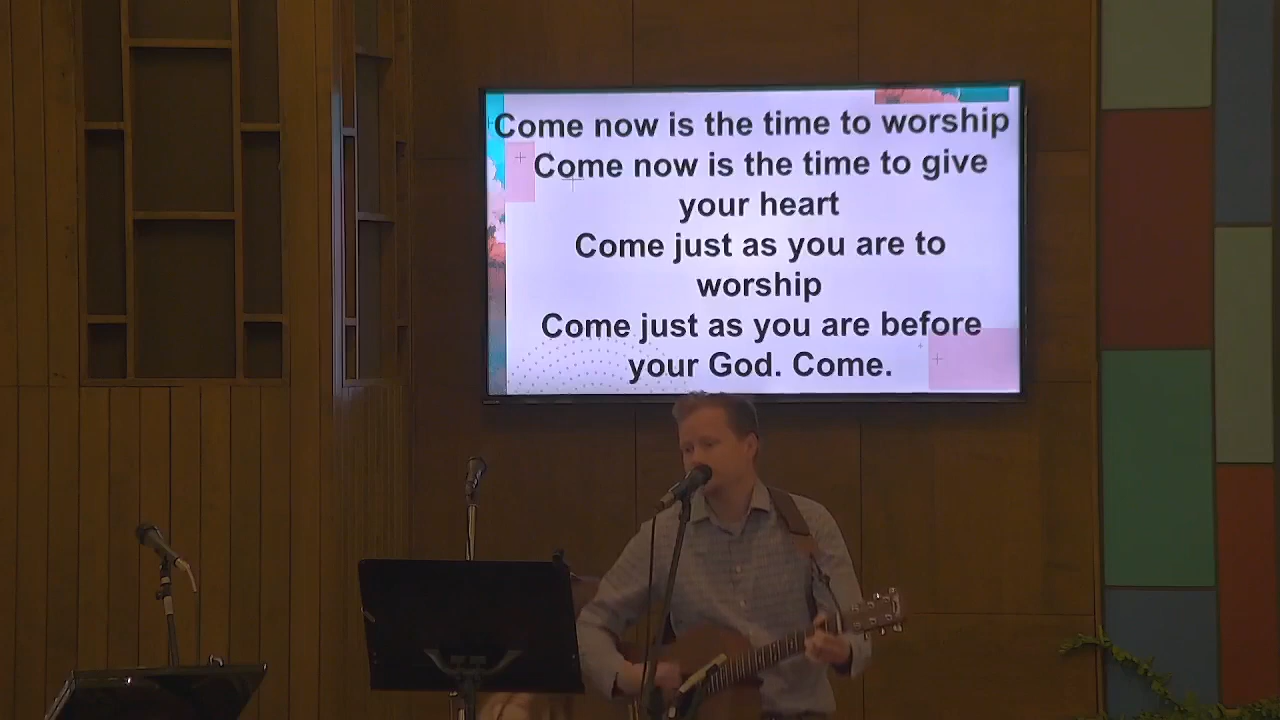 Come now is the time to worship
Come now is the time to give
your heart
Come just as you are to
worship
Come just as you are before
your God. Come.